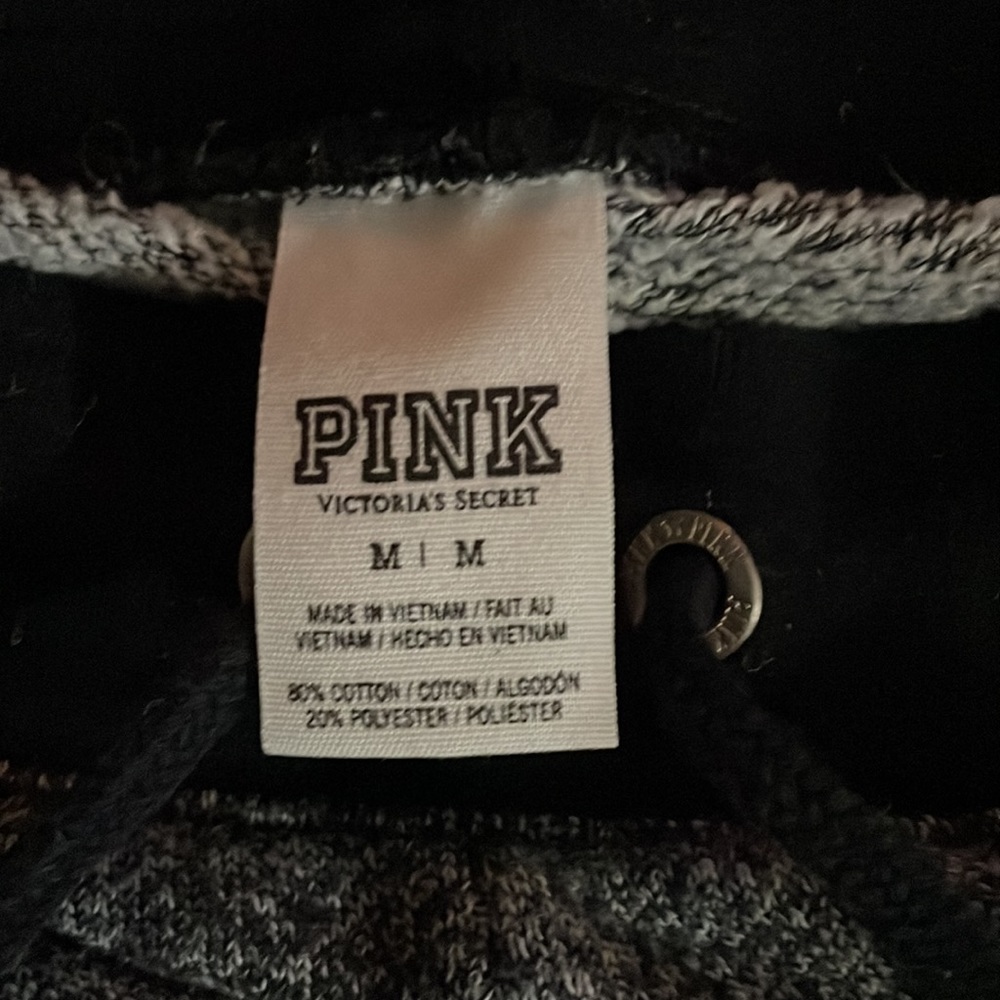 PINK
VICTORIA'S SECRET
M | M
MADE IN VIETNAM / FAIT AU
VIETNAM / HECHO EN VIETNAM
80% COTTON / COTON / ALGODÓN
20% POLYESTER / POLIÉSTER